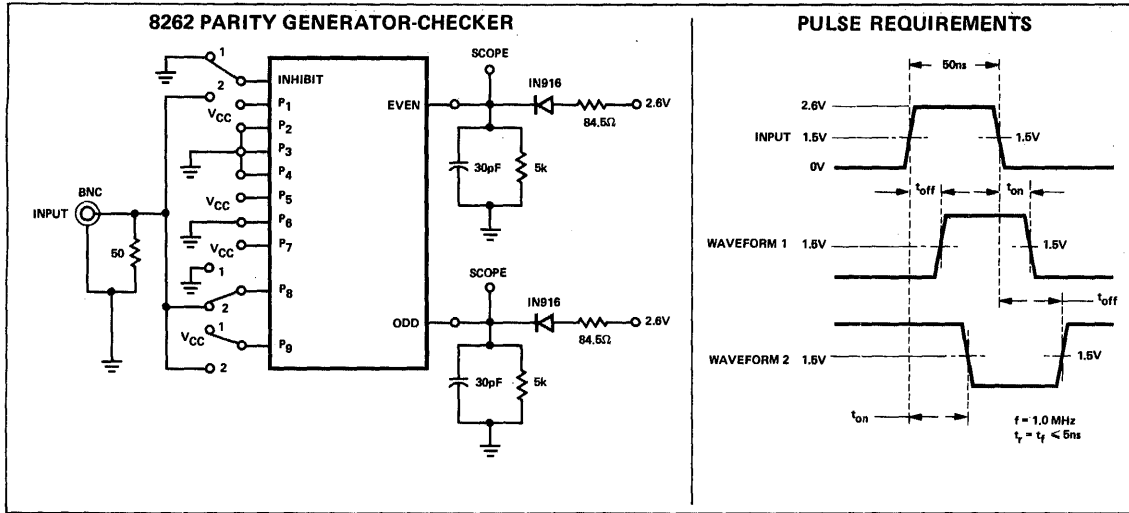 8262 PARITY GENERATOR-CHECKER
1
2
INHIBIT
VCC
P1
P2
P3
P4
VCC
P5
P6
VCC
P7
1
P8
2
VCC
1
P9
2
BNC
INPUT
50
EVEN
SCOPE
IN916
84.5Ω
2.6V
30pF
5k
ODD
SCOPE
IN916
84.5Ω
2.6V
30pF
5k
PULSE REQUIREMENTS
50ns
2.6V
INPUT 1.5V
1.5V
0V
toff
ton
WAVEFORM 1 1.5V
1.5V
toff
WAVEFORM 2 1.5V
1.5V
ton
f = 1.0 MHz
tr = tf ≤ 5ns